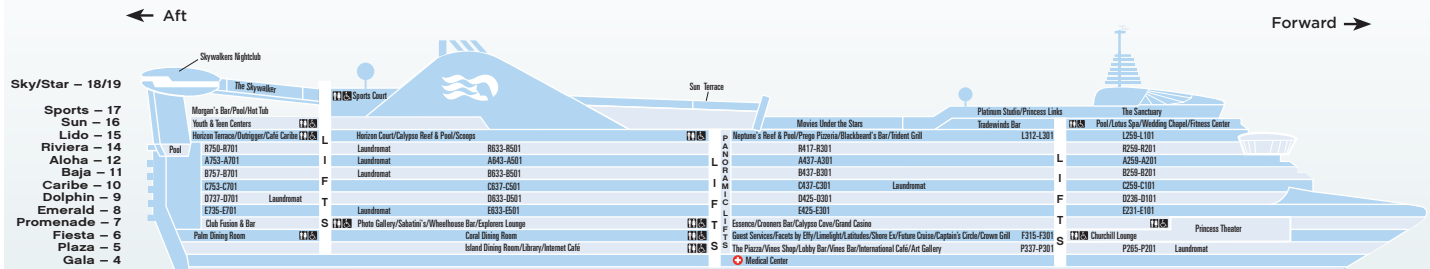 Aft
Forward
Skywalkers Nightclub
Sky/Star – 18/19
The Skywalker
Sports Court
Sun Terrace
Sports – 17
Morgan's Bar/Pool/Hot Tub
Platinum Studio/Princess Links
The Sanctuary
Sun – 16
Youth & Teen Centers
Movies Under the Stars
Tradewinds Bar
Pool/Lotus Spa/Wedding Chapel/Fitness Center
Lido – 15
Horizon Terrace/Outrigger/Café Caribe
Horizon Court/Calypso Reef & Pool/Scoops
Neptune's Reef & Pool/Prego Pizzeria/Blackbeard's Bar/Trident Grill
L312-L301
L259-L101
Riviera – 14
Pool
R750-R701
Laundromat
R633-R501
R417-R301
R259-R201
Aloha – 12
A753-A701
Laundromat
A643-A501
A437-A301
A259-A201
Baja – 11
B757-B701
Laundromat
B633-B501
B437-B301
B259-B201
Caribe – 10
C753-C701
C637-C501
C437-C301
Laundromat
C259-C101
Dolphin – 9
D737-D701
Laundromat
D633-D501
D425-D301
D236-D101
Emerald – 8
E735-E701
Laundromat
E633-E501
E425-E301
E231-E101
Promenade – 7
Club Fusion & Bar
Photo Gallery/Sabatini's/Wheelhouse Bar/Explorers Lounge
Essence/Crooners Bar/Calypso Cove/Grand Casino
Princess Theater
Fiesta – 6
Palm Dining Room
Coral Dining Room
Guest Services/Facets by Effy/Limelight/Latitudes/Shore Ex/Future Cruise/Captain's Circle/Crown Grill
F315-F301
Churchill Lounge
Plaza – 5
Island Dining Room/Library/Internet Café
The Piazza/Vines Shop/Lobby Bar/Vines Bar/International Café/Art Gallery
P337-P301
P265-P201
Laundromat
Gala – 4
Medical Center
LIFTS
LIFTS
PANORAMIC LIFTS
LIFTS